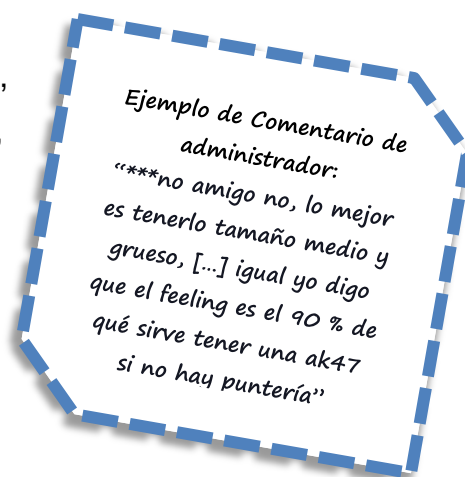 Ejemplo de Comentario de
administrador:
“***no amigo no, lo mejor
es tenerlo tamaño medio y
grueso, [...] igual yo digo
que el feeling es el 90 % de
qué sirve tener una ak47
si no hay puntería”